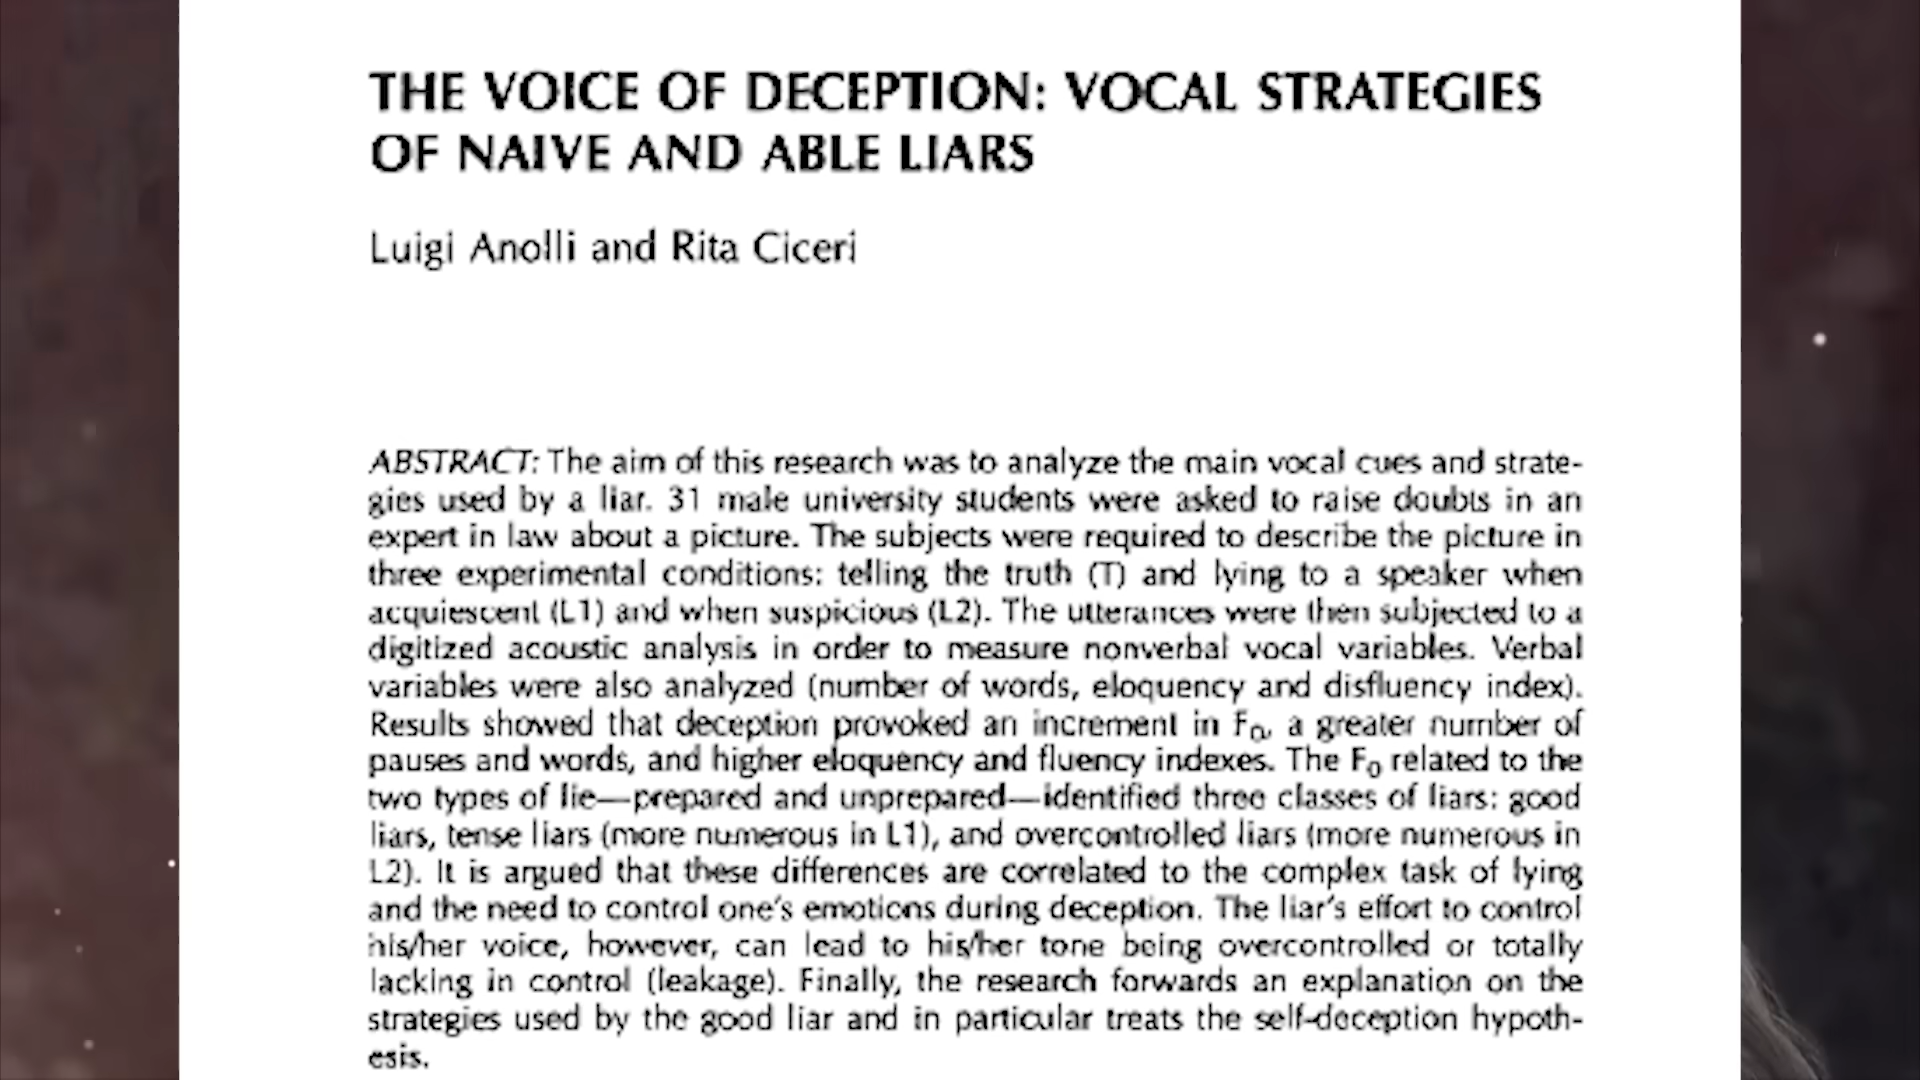 THE VOICE OF DECEPTION: VOCAL STRATEGIES
OF NAIVE AND ABLE LIARS
Luigi Anolli and Rita Ciceri
ABSTRACT: The aim of this research was to analyze the main vocal cues and strate-
gies used by a liar. 31 male university students were asked to raise doubts in an
expert in law about a picture. The subjects were required to describe the picture in
three experimental conditions: telling the truth (T) and lying to a speaker when
acquiescent (L1) and when suspicious (L2). The utterances were then subjected to a
digitized acoustic analysis in order to measure nonverbal vocal variables. Verbal
variables were also analyzed (number of words, eloquency and disfluency index).
Results showed that deception provoked an increment in F₀, a greater number of
pauses and words, and higher eloquency and fluency indexes. The F₀ related to the
two types of lie—prepared and unprepared—identified three classes of liars: good
liars, tense liars (more numerous in L1), and overcontrolled liars (more numerous in
L2). It is argued that these differences are correlated to the complex task of lying
and the need to control one's emotions during deception. The liar's effort to control
his/her voice, however, can lead to his/her tone being overcontrolled or totally
lacking in control (leakage). Finally, the research forwards an explanation on the
strategies used by the good liar and in particular treats the self-deception hypoth-
esis.